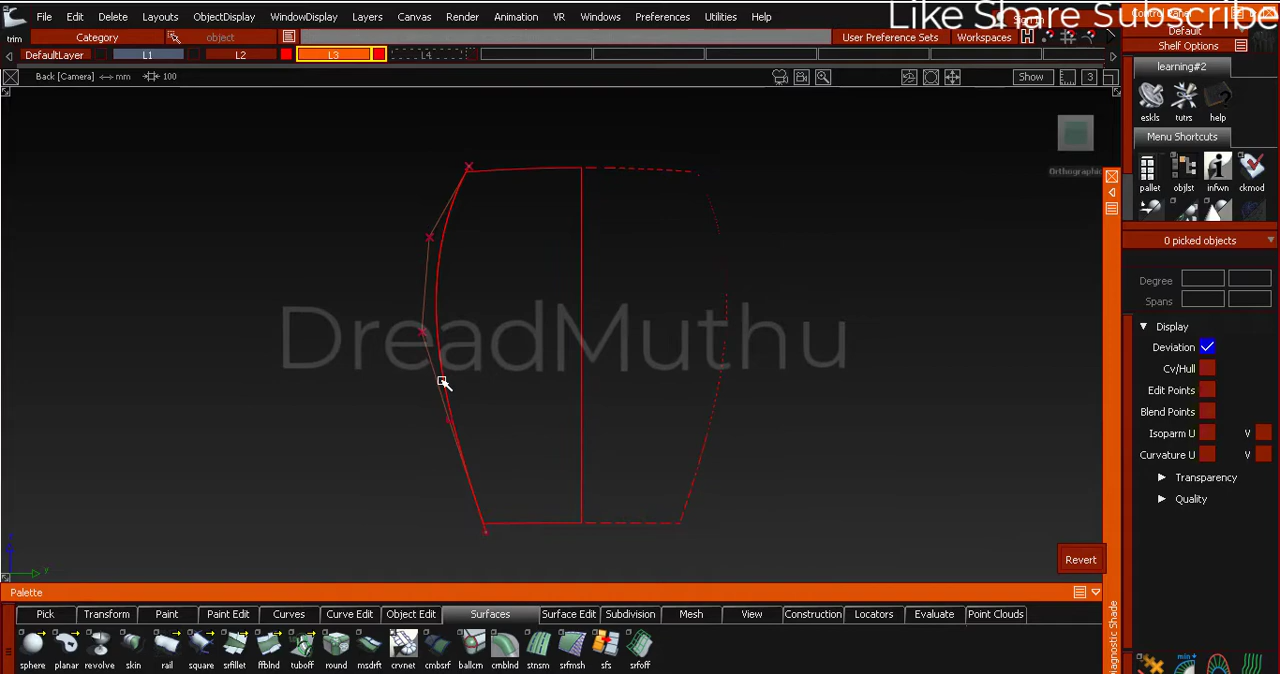 File Edit Delete Layouts ObjectDisplay WindowDisplay Layers Canvas Render Animation VR Windows Preferences Utilities Help
Like Share Subscribe
trim Category object User Preference Sets Workspaces
Default
DefaultLayer L1 L2 L3 L4
Shelf Options
Back [Camera] mm 100 Show 3
learning#2
eskls tutrs help
Orthographic
Menu Shortcuts
pallet objlst infwn ckmod
0 picked objects
Degree
Spans
Display
DreadMuthu
Deviation
Cv/Hull
Edit Points
Blend Points
Isoparm U V
Curvature U V
Transparency
Quality
Revert
Diagnostic Shade
Palette
Pick Transform Paint Paint Edit Curves Curve Edit Object Edit Surfaces Surface Edit Subdivision Mesh View Construction Locators Evaluate Point Clouds
sphere planar revolve skin rail square srfillet ffblnd tuboff round msdrft crvnet cmbsrf ballcrn cmblnd stnsm srfmsh sfs srfoff